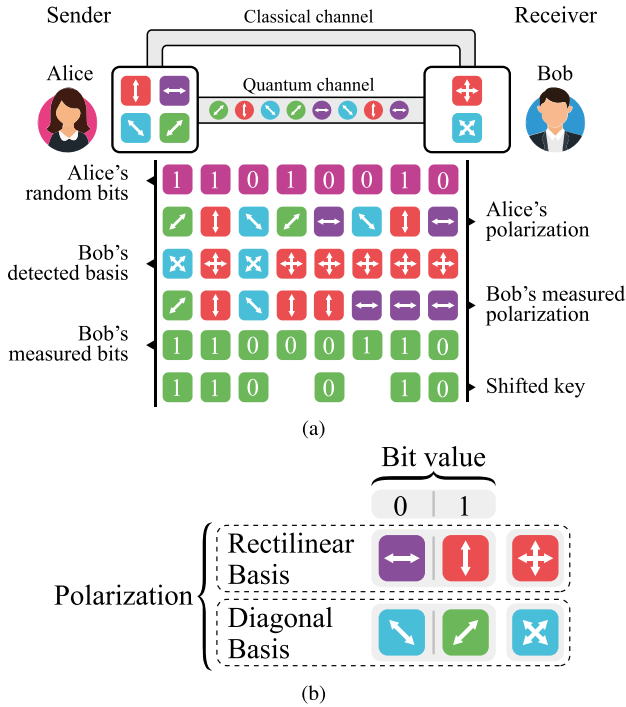 Sender
Classical channel
Receiver
Alice
Quantum channel
Bob
Alice's
random bits
1 1 0 1 0 0 1 0
Alice's
polarization
Bob's
detected basis
Bob's measured
polarization
Bob's
measured bits
1 1 0 0 0 1 1 0
1 1 0 0 1 0
Shifted key
(a)
Bit value
0 1
Polarization
Rectilinear
Basis
Diagonal
Basis
(b)